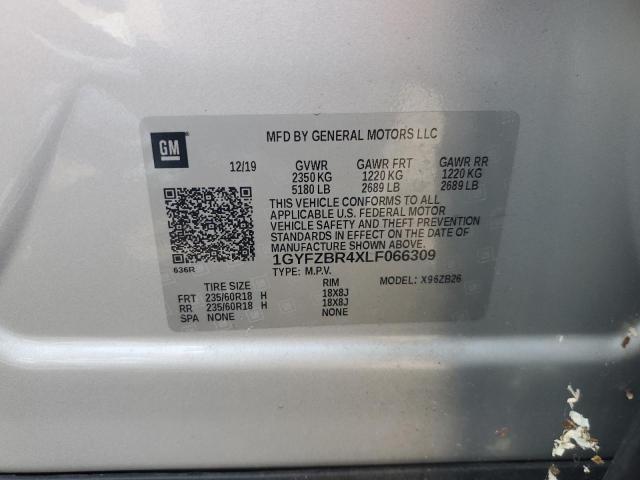 GM
MFD BY GENERAL MOTORS LLC
12/19 GVWR GAWR FRT GAWR RR
2350 KG 1220 KG 1220 KG
5180 LB 2689 LB 2689 LB
THIS VEHICLE CONFORMS TO ALL
APPLICABLE U.S. FEDERAL MOTOR
VEHICLE SAFETY AND THEFT PREVENTION
STANDARDS IN EFFECT ON THE DATE OF
MANUFACTURE SHOWN ABOVE.
636R 1GYFZBR4XLF066309
TYPE: M.P.V. MODEL: X96ZB26
TIRE SIZE RIM
FRT 235/60R18 H 18X8J
RR 235/60R18 H 18X8J
SPA NONE NONE